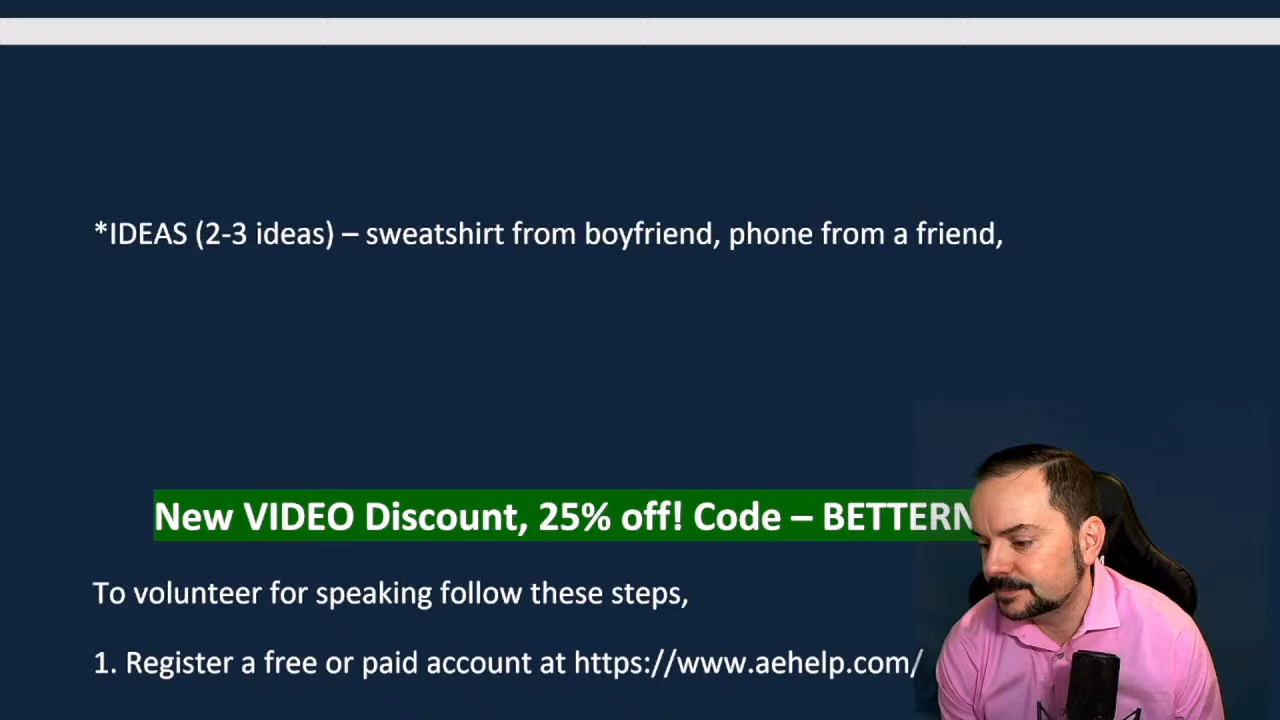 *IDEAS (2-3 ideas) – sweatshirt from boyfriend, phone from a friend,
New VIDEO Discount, 25% off! Code –
To volunteer for speaking follow these steps,
1. Register a free or paid account at https://www.aehelp.com/